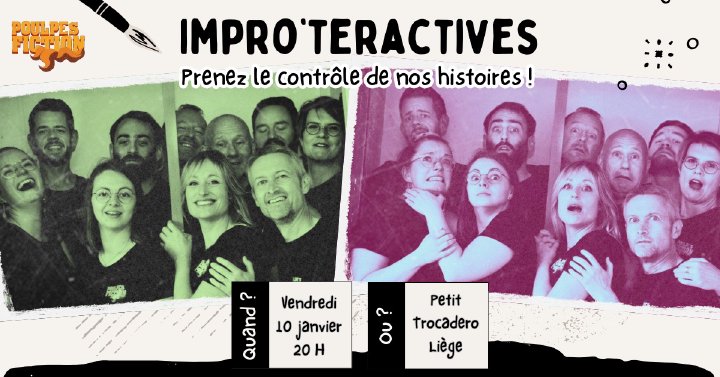 POULPES
FICTION
IMPRO'TERACTIVES
Prenez le contrôle de nos histoires !
Quand ?
Vendredi
10 janvier
20 H
Où ?
Petit
Trocadero
Liège